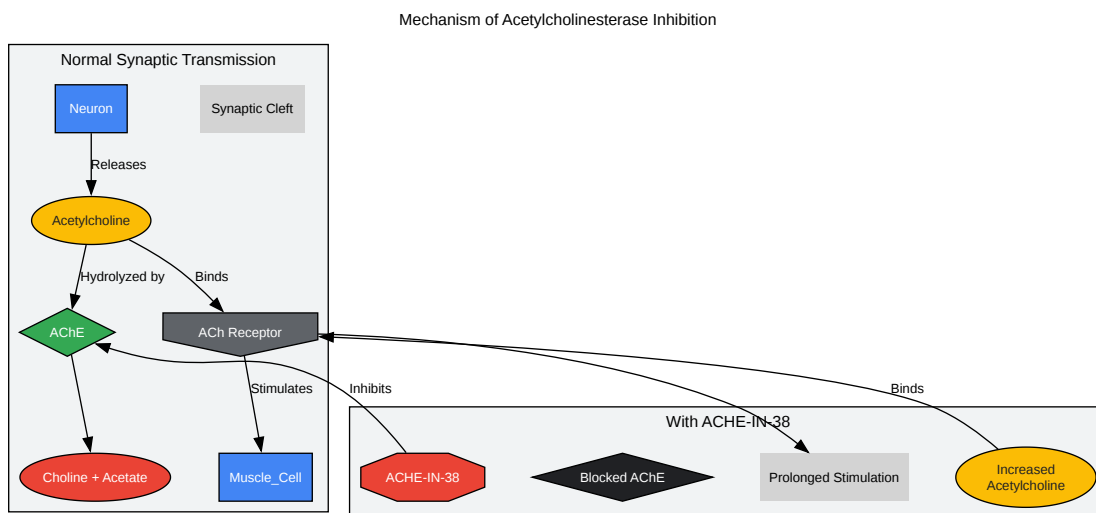 Mechanism of Acetylcholinesterase Inhibition
Normal Synaptic Transmission
Neuron
Synaptic Cleft
Releases
Acetylcholine
Hydrolyzed by
Binds
AChE
ACh Receptor
Stimulates
Inhibits
Binds
With ACHE-IN-38
Choline + Acetate
Muscle_Cell
ACHE-IN-38
Blocked AChE
Prolonged Stimulation
Increased
Acetylcholine